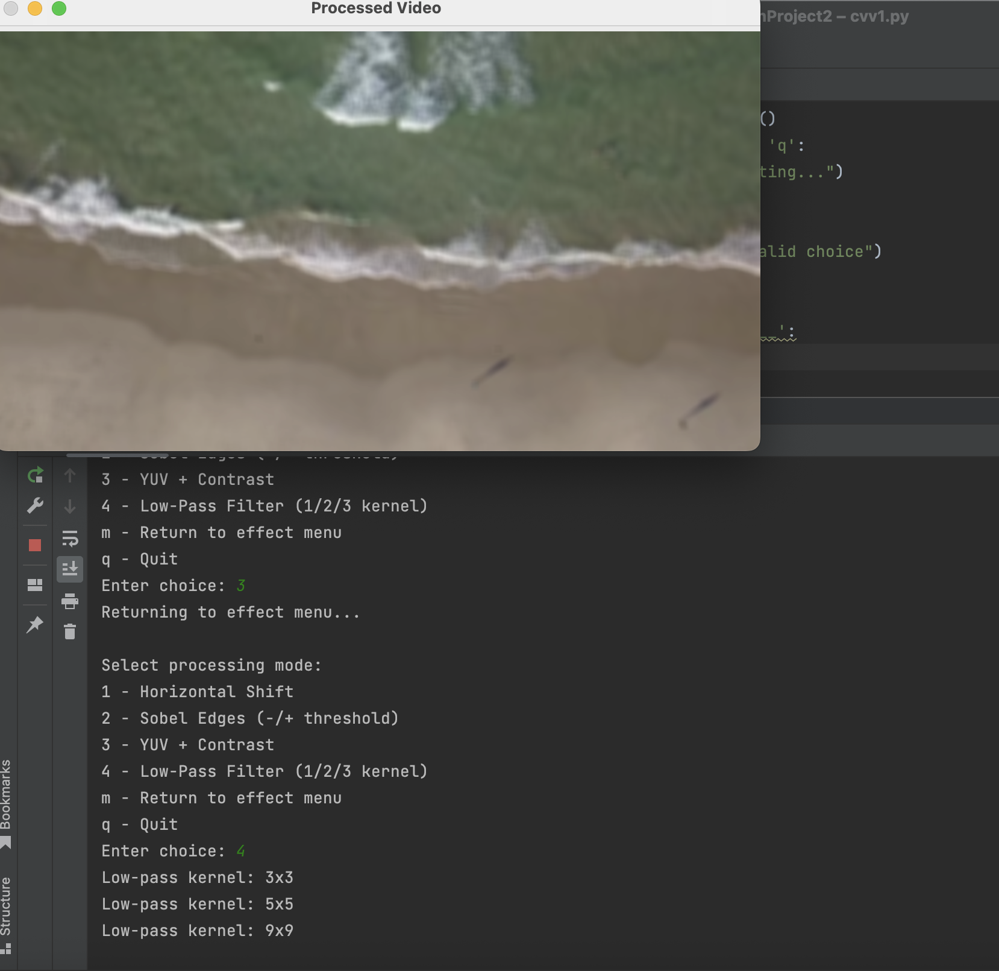 Processed Video
nProject2 – cvv1.py
()
'q':
ting...")
alid choice")
__':
3 - YUV + Contrast
4 - Low-Pass Filter (1/2/3 kernel)
m - Return to effect menu
q - Quit
Enter choice: 3
Returning to effect menu...
Select processing mode:
1 - Horizontal Shift
2 - Sobel Edges (-/+ threshold)
3 - YUV + Contrast
4 - Low-Pass Filter (1/2/3 kernel)
m - Return to effect menu
q - Quit
Enter choice: 4
Low-pass kernel: 3x3
Low-pass kernel: 5x5
Low-pass kernel: 9x9
Bookmarks
Structure